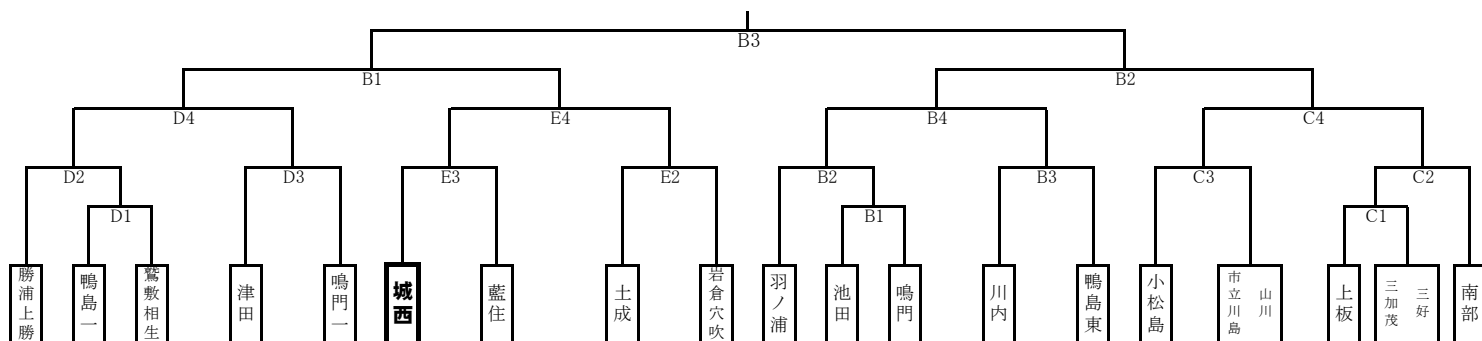 B3
B1
B2
D4
E4
B4
C4
D2
D3
E3
E2
B2
B3
C3
C2
D1
B1
C1
勝浦上勝
鴨島一
鷲敷相生
津田
鳴門一
城西
藍住
土成
岩倉穴吹
羽ノ浦
池田
鳴門
川内
鴨島東
小松島
市立川島
山川
上板
三加茂
三好
南部